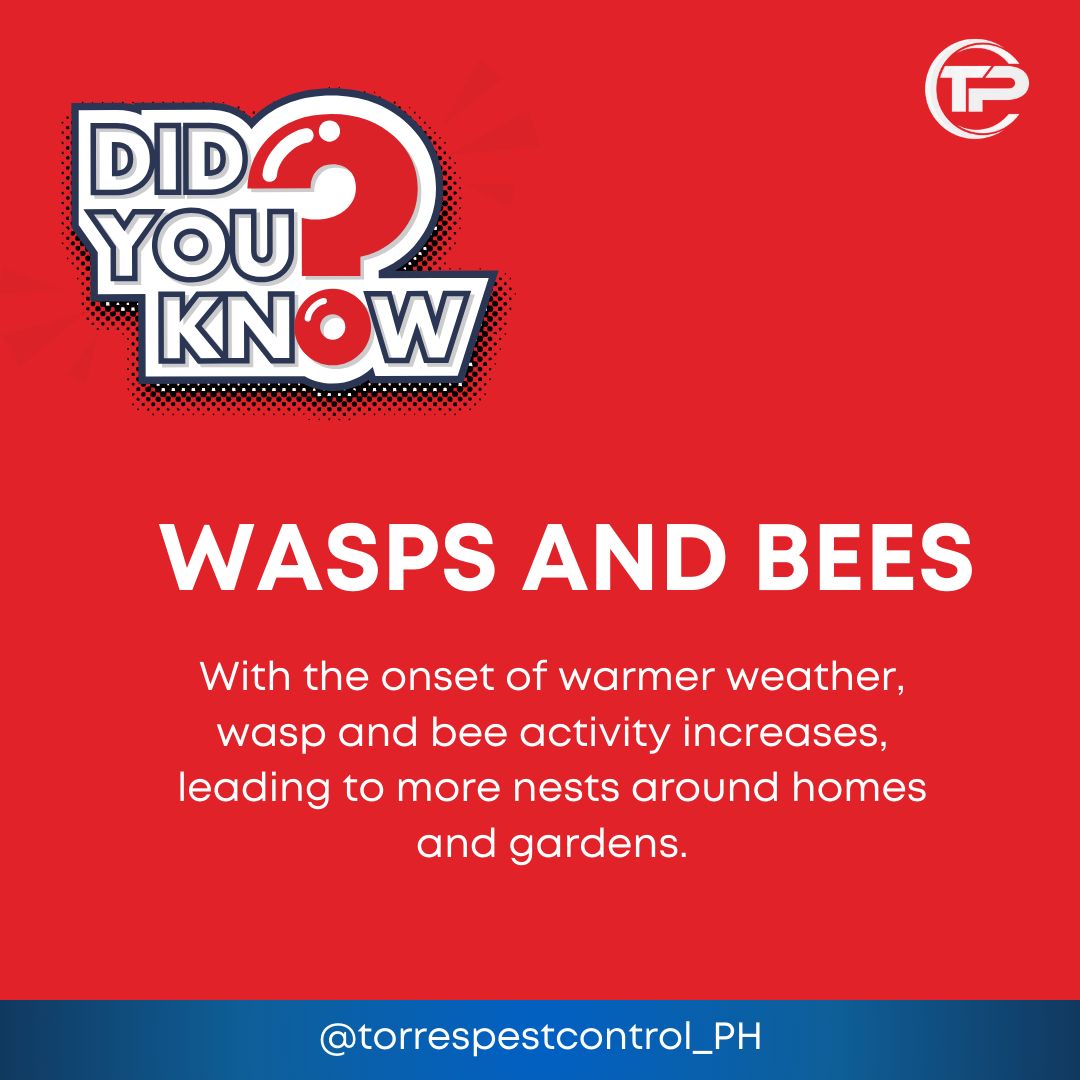 DID
YOU
KNOW
?
TP
WASPS AND BEES
With the onset of warmer weather,
wasp and bee activity increases,
leading to more nests around homes
and gardens.
@torrespestcontrol_PH